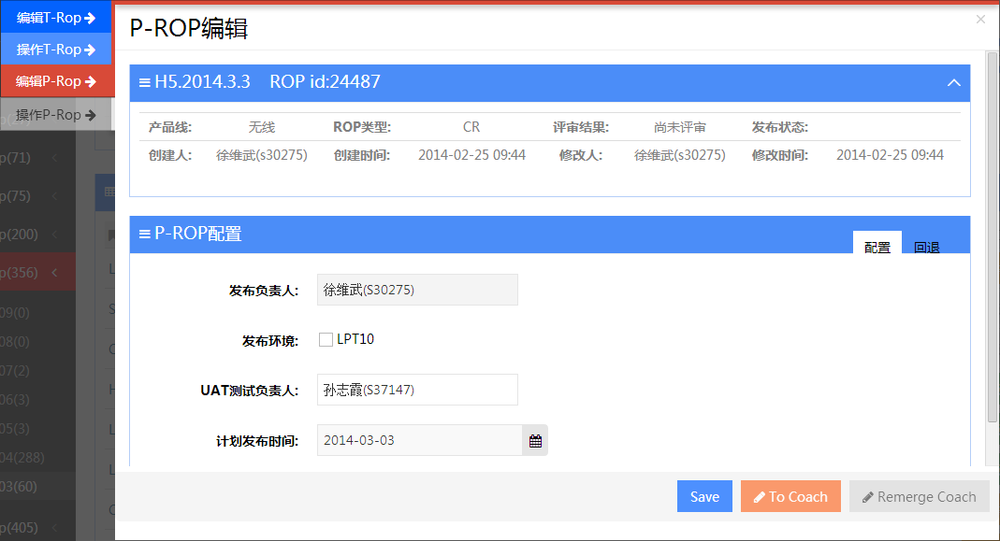 编辑T-Rop
操作T-Rop
编辑P-Rop
操作P-Rop
p(71)
p(75)
p(200)
p(356)
09(0)
08(0)
07(2)
06(3)
05(3)
04(288)
03(60)
p(405)
P-ROP编辑
×
H5.2014.3.3 ROP id:24487
产品线: 无线 ROP类型: CR 评审结果: 尚未评审 发布状态:
创建人: 徐维武(s30275) 创建时间: 2014-02-25 09:44 修改人: 徐维武(s30275) 修改时间: 2014-02-25 09:44
P-ROP配置
配置 回退
发布负责人: 徐维武(S30275)
发布环境: LPT10
UAT测试负责人: 孙志霞(S37147)
计划发布时间: 2014-03-03
Save To Coach Remerge Coach